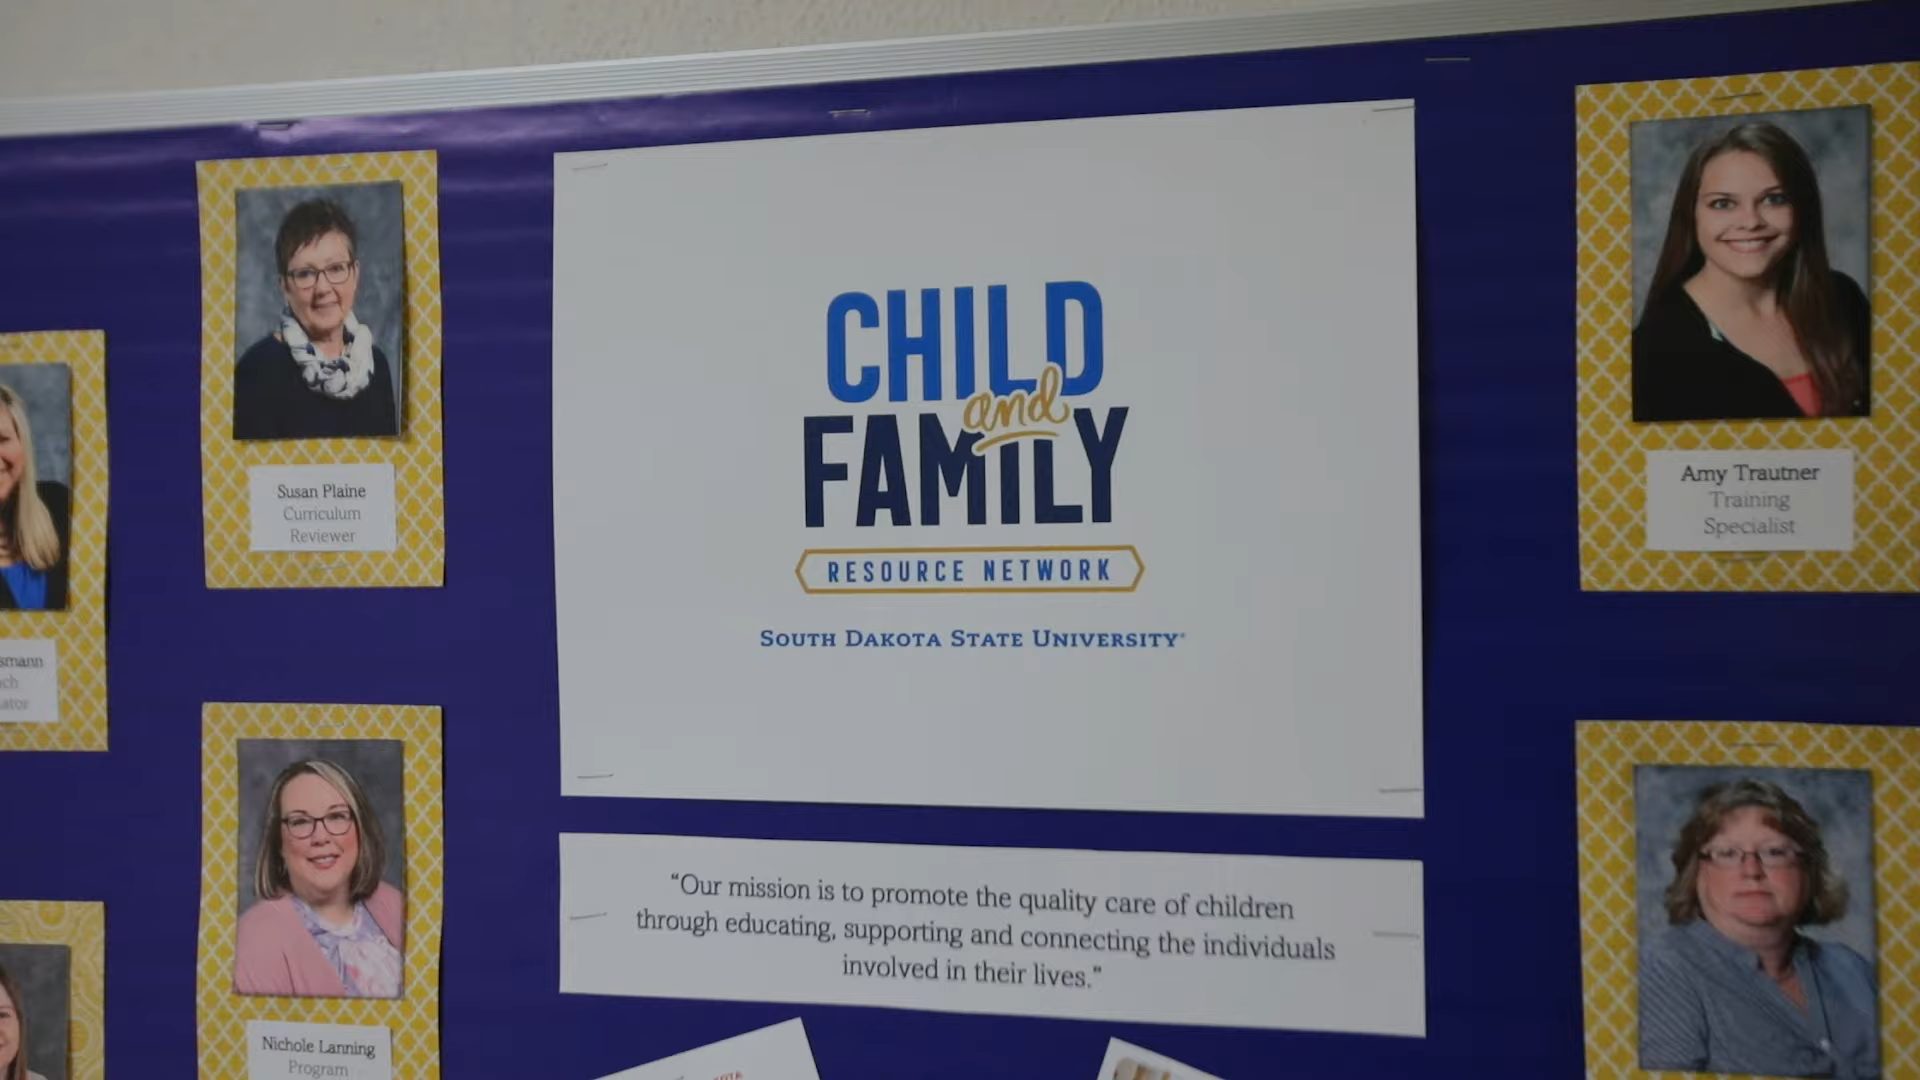 CHILD
and
FAMILY
RESOURCE NETWORK
SOUTH DAKOTA STATE UNIVERSITY
"Our mission is to promote the quality care of children
through educating, supporting and connecting the individuals
involved in their lives."
Susan Plaine
Curriculum
Reviewer
Nichole Lanning
Program
Amy Trautner
Training
Specialist